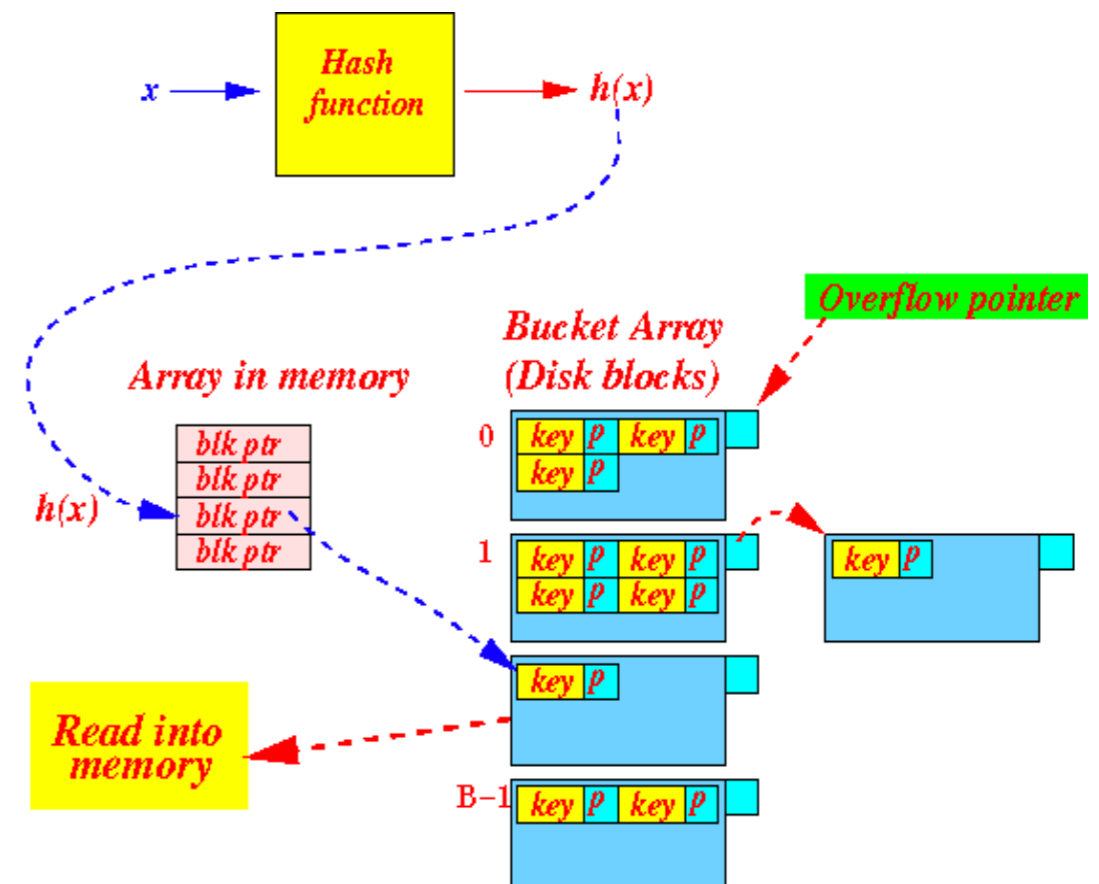 Hash
function
x
h(x)
Overflow pointer
Bucket Array
(Disk blocks)
Array in memory
0
key p key p
key p
blk ptr
blk ptr
h(x)
blk ptr
blk ptr
1
key p key p
key p key p
key p
key p
Read into
memory
B-1
key p key p